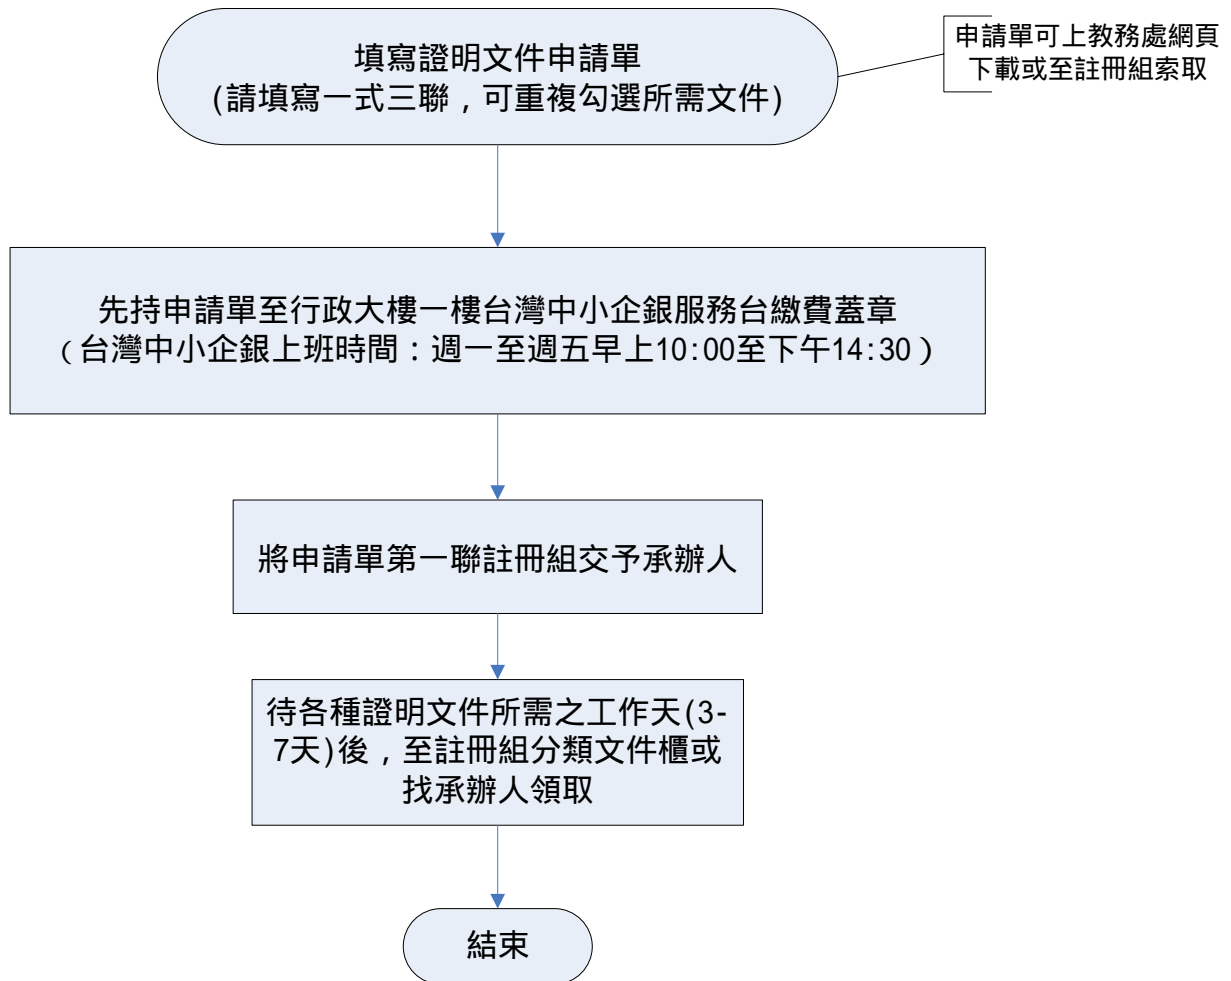 填寫證明文件申請單
(請填寫一式三聯，可重複勾選所需文件)
申請單可上教務處網頁
下載或至註冊組索取
先持申請單至行政大樓一樓台灣中小企銀服務台繳費蓋章
（台灣中小企銀上班時間：週一至週五早上10:00至下午14:30）
將申請單第一聯註冊組交予承辦人
待各種證明文件所需之工作天(3-
7天)後，至註冊組分類文件櫃或
找承辦人領取
結束